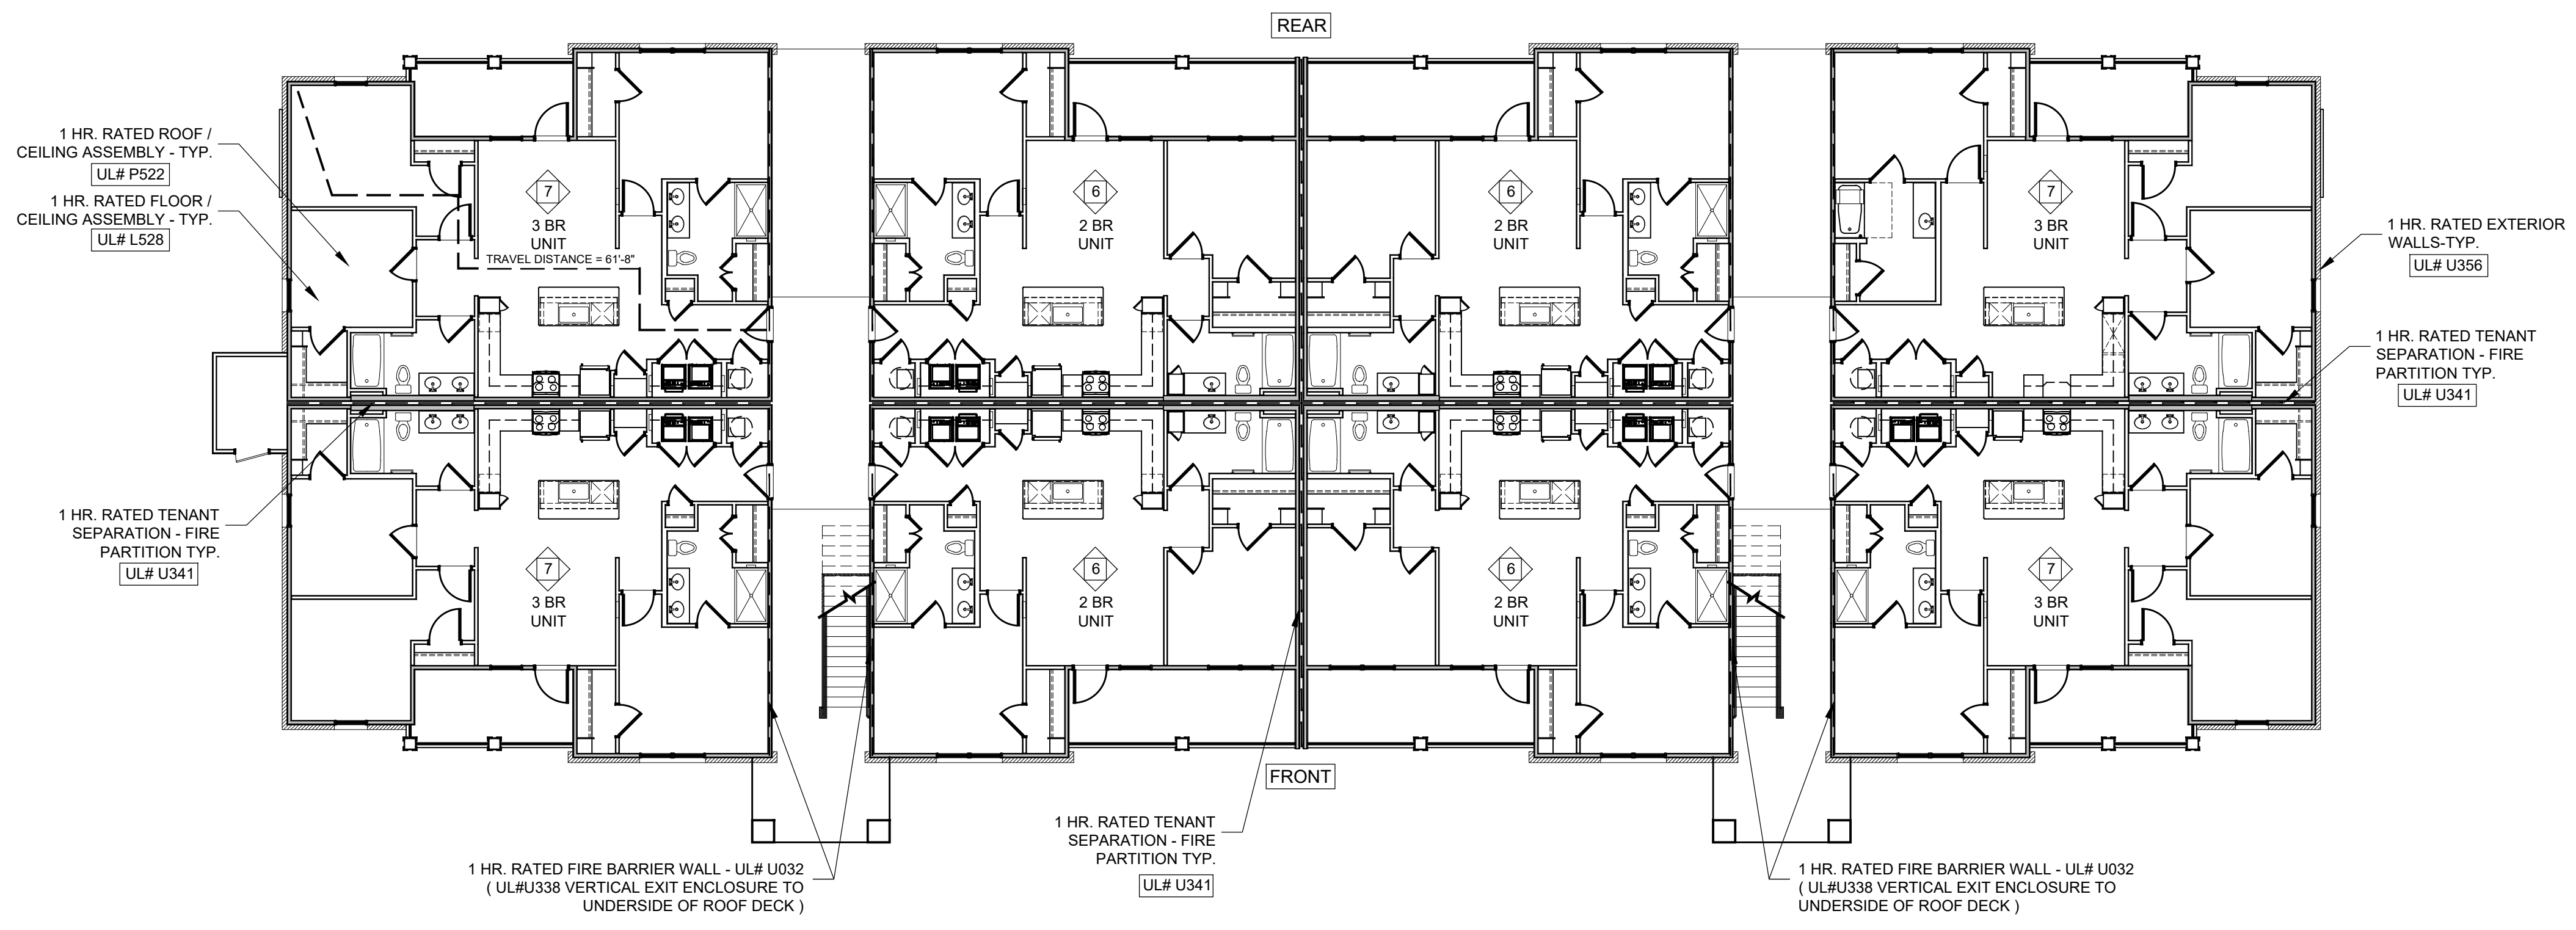 REAR
1 HR. RATED ROOF /
CEILING ASSEMBLY - TYP.
UL# P522
1 HR. RATED FLOOR /
CEILING ASSEMBLY - TYP.
UL# L528
7
3 BR
UNIT
TRAVEL DISTANCE = 61'-8"
6
2 BR
UNIT
6
2 BR
UNIT
7
3 BR
UNIT
1 HR. RATED EXTERIOR
WALLS-TYP.
UL# U356
1 HR. RATED TENANT
SEPARATION - FIRE
PARTITION TYP.
UL# U341
1 HR. RATED TENANT
SEPARATION - FIRE
PARTITION TYP.
UL# U341
7
3 BR
UNIT
6
2 BR
UNIT
6
2 BR
UNIT
7
3 BR
UNIT
FRONT
1 HR. RATED FIRE BARRIER WALL - UL# U032
( UL#U338 VERTICAL EXIT ENCLOSURE TO
UNDERSIDE OF ROOF DECK )
1 HR. RATED TENANT
SEPARATION - FIRE
PARTITION TYP.
UL# U341
1 HR. RATED FIRE BARRIER WALL - UL# U032
( UL#U338 VERTICAL EXIT ENCLOSURE TO
UNDERSIDE OF ROOF DECK )